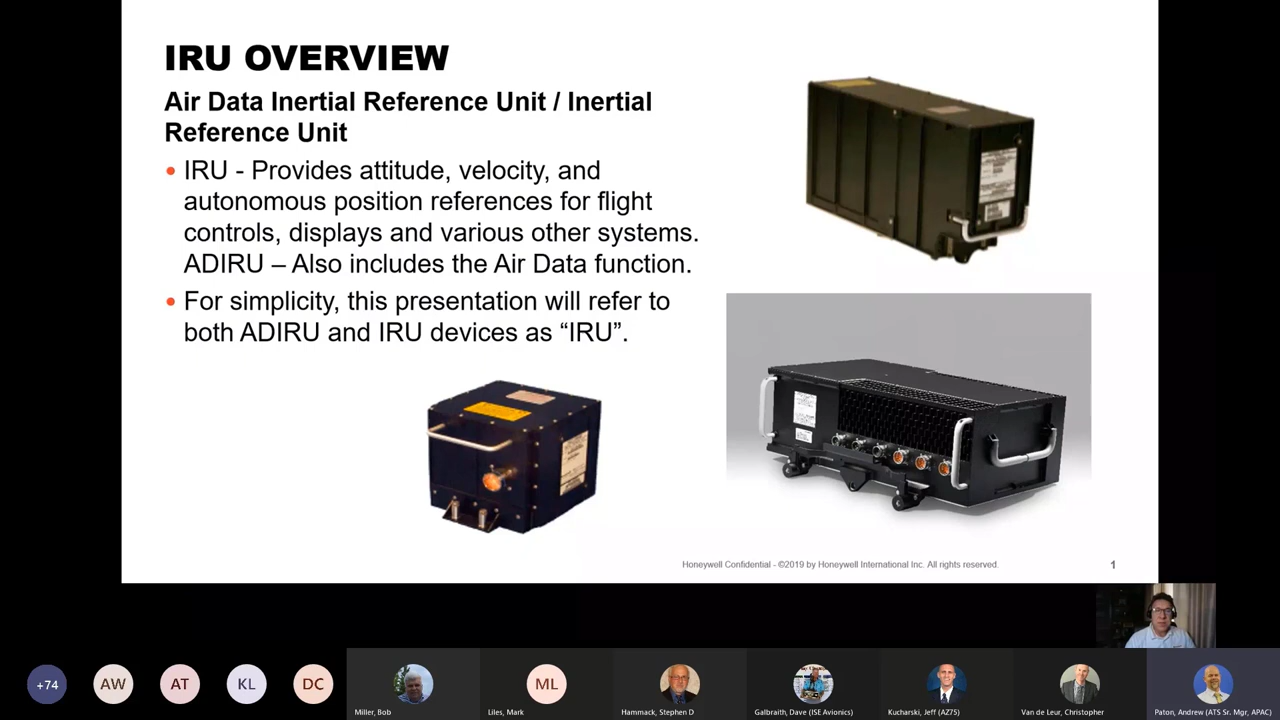 IRU OVERVIEW
Air Data Inertial Reference Unit / Inertial
Reference Unit
• IRU - Provides attitude, velocity, and
autonomous position references for flight
controls, displays and various other systems.
ADIRU – Also includes the Air Data function.
• For simplicity, this presentation will refer to
both ADIRU and IRU devices as “IRU”.
Honeywell Confidential - ©2019 by Honeywell International Inc. All rights reserved.
1
+74
AW
AT
KL
DC
ML
Miller, Bob
Liles, Mark
Hammack, Stephen D
Galbraith, Dave (ISE Avionics)
Kucharski, Jeff (AZ75)
Van de Leur, Christopher
Paton, Andrew (ATS Sr. Mgr, APAC)